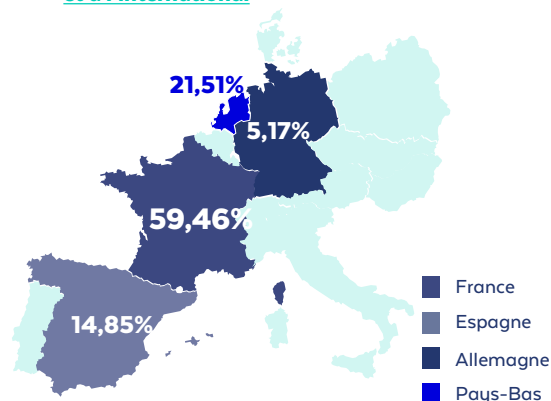 21,51%
5,17%
59,46%
14,85%
France
Espagne
Allemagne
Pays-Bas